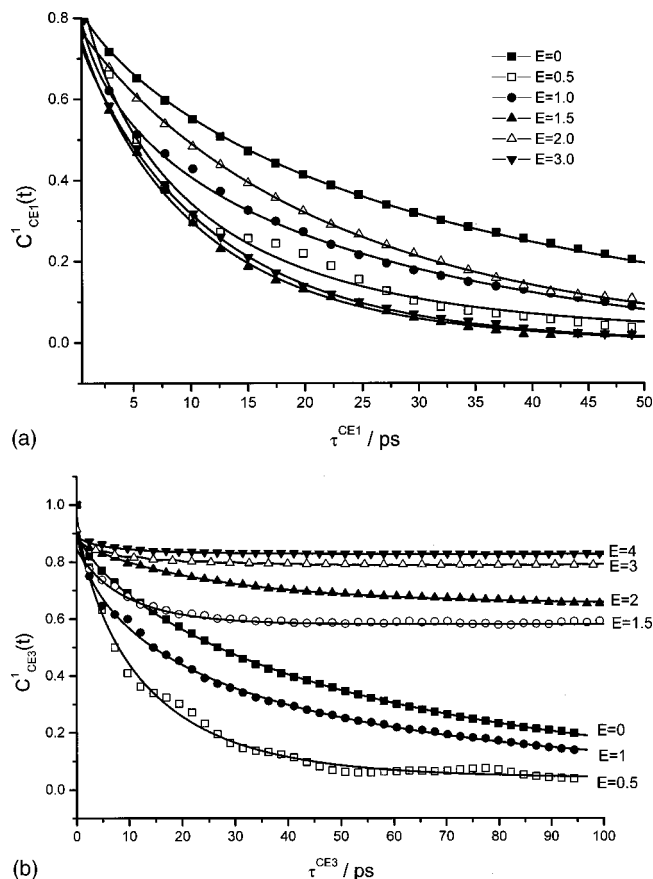 0.8
0.6
0.4
0.2
0.0
C¹CE1(t)
E=0
E=0.5
E=1.0
E=1.5
E=2.0
E=3.0
5 10 15 20 25 30 35 40 45 50
(a)
τ^CE1 / ps
1.0
0.8
0.6
0.4
0.2
0.0
C¹CE3(t)
E=4
E=3
E=2
E=1.5
E=0
E=1
E=0.5
0 10 20 30 40 50 60 70 80 90 100
(b)
τ^CE3 / ps